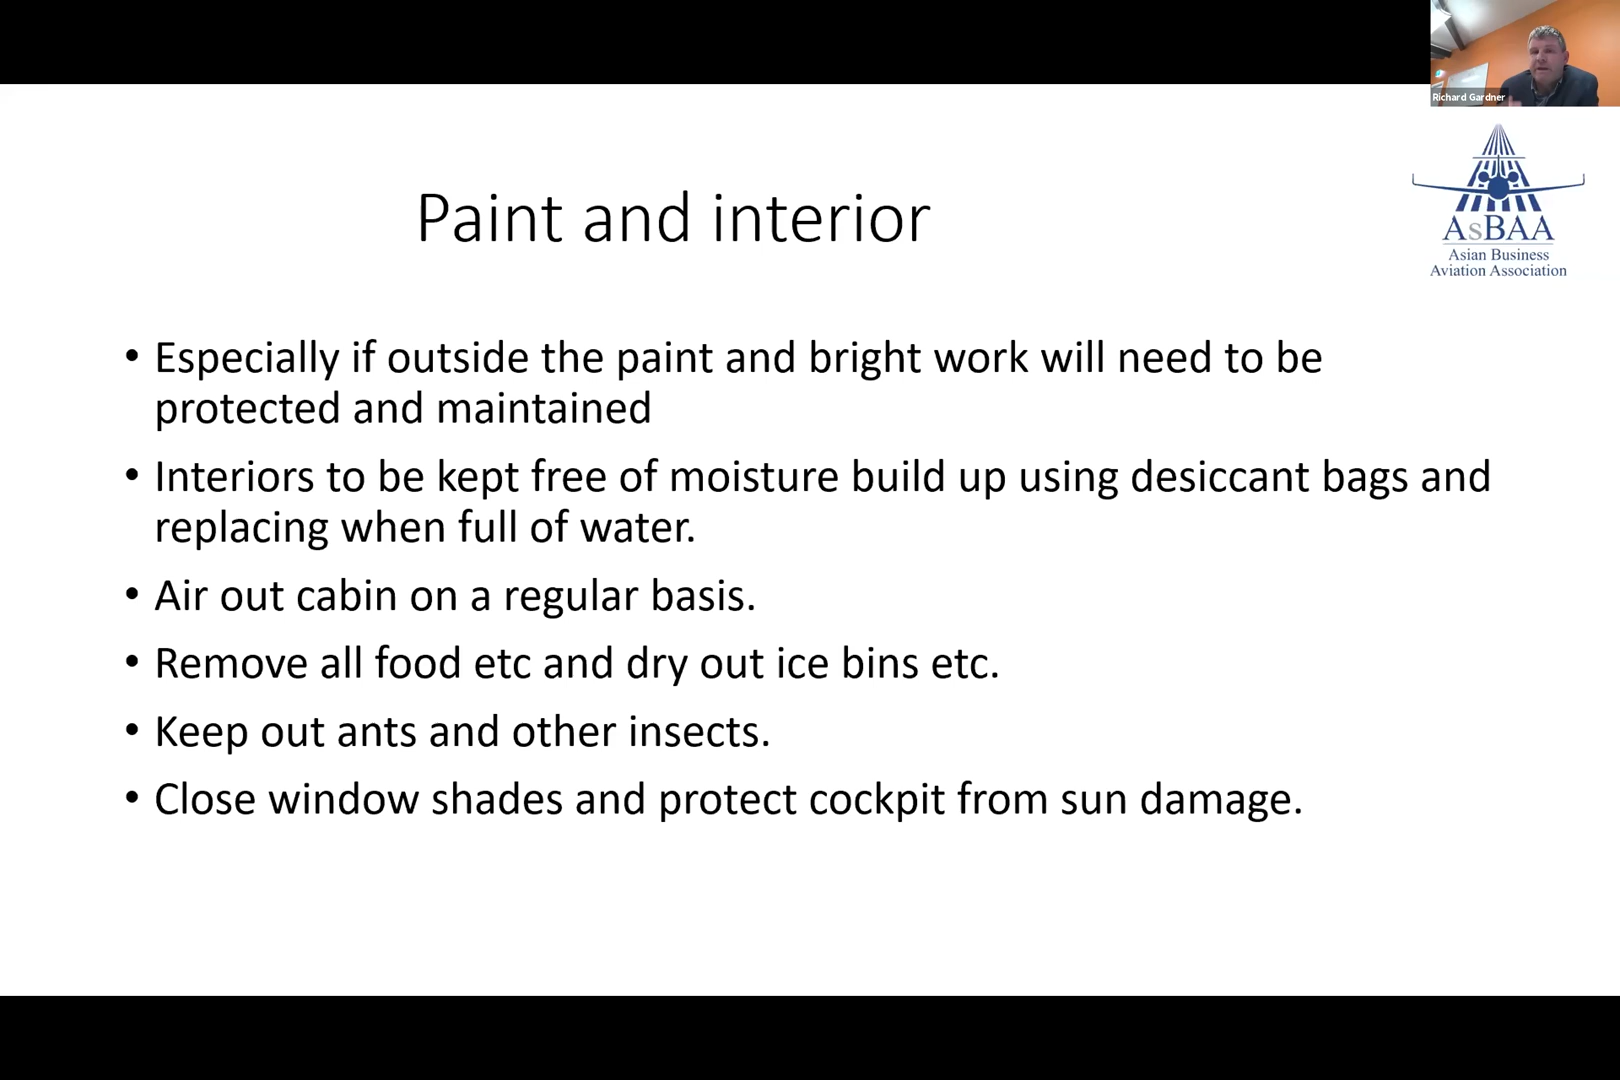 Richard Gardner
AsBAA
Asian Business
Aviation Association
Paint and interior
• Especially if outside the paint and bright work will need to be
protected and maintained
• Interiors to be kept free of moisture build up using desiccant bags and
replacing when full of water.
• Air out cabin on a regular basis.
• Remove all food etc and dry out ice bins etc.
• Keep out ants and other insects.
• Close window shades and protect cockpit from sun damage.